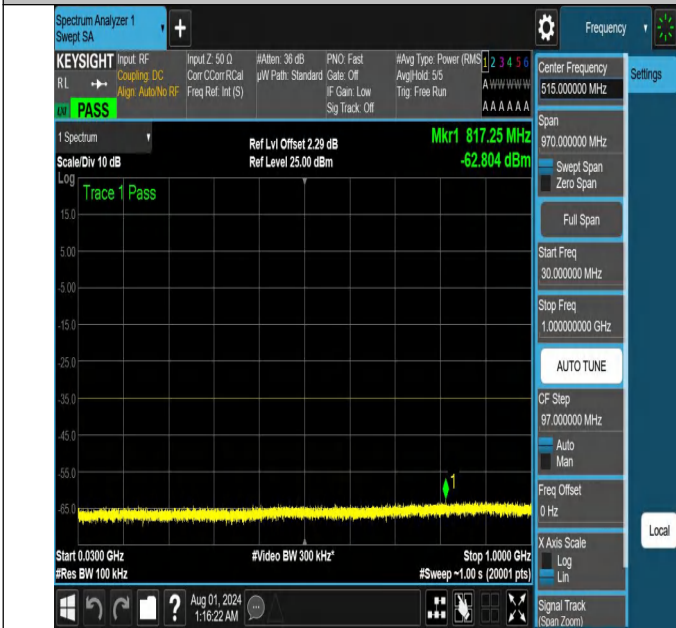 Spectrum Analyzer 1
Swept SA
+
Frequency
KEYSIGHT
RL
PASS
Input: RF
Coupling: DC
Align: Auto/No RF
Input Z: 50 Ω
Corr CCorr RCal
Freq Ref: Int (S)
#Atten: 36 dB
µW Path: Standard
PNO: Fast
Gate: Off
IF Gain: Low
Sig Track: Off
#Avg Type: Power (RMS
Avg|Hold: 5/5
Trig: Free Run
1 2 3 4 5 6
A W W W W W
A A A A A A
Center Frequency
515.000000 MHz
Settings
1 Spectrum
Scale/Div 10 dB
Log
Ref Lvl Offset 2.29 dB
Ref Level 25.00 dBm
Mkr1 817.25 MHz
-62.804 dBm
Trace 1 Pass
15.0
5.00
-5.00
-15.0
-25.0
-35.0
-45.0
-55.0
-65.0
1
Start 0.0300 GHz
#Res BW 100 kHz
#Video BW 300 kHz*
Stop 1.0000 GHz
#Sweep ~1.00 s (20001 pts)
Span
970.000000 MHz
Swept Span
Zero Span
Full Span
Start Freq
30.000000 MHz
Stop Freq
1.000000000 GHz
AUTO TUNE
CF Step
97.000000 MHz
Auto
Man
Freq Offset
0 Hz
X Axis Scale
Log
Lin
Local
Signal Track
(Span Zoom)
?
Aug 01, 2024
1:16:22 AM